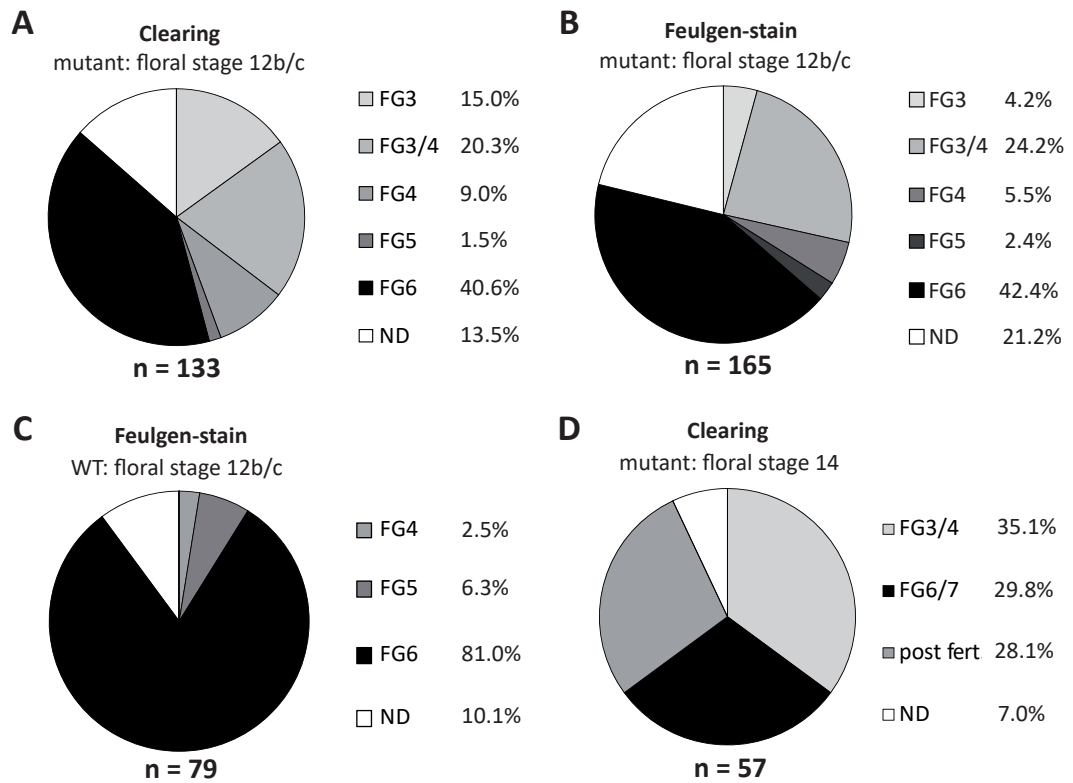 A
Clearing
mutant: floral stage 12b/c
FG3 15.0%
FG3/4 20.3%
FG4 9.0%
FG5 1.5%
FG6 40.6%
ND 13.5%
n = 133
B
Feulgen-stain
mutant: floral stage 12b/c
FG3 4.2%
FG3/4 24.2%
FG4 5.5%
FG5 2.4%
FG6 42.4%
ND 21.2%
n = 165
C
Feulgen-stain
WT: floral stage 12b/c
FG4 2.5%
FG5 6.3%
FG6 81.0%
ND 10.1%
n = 79
D
Clearing
mutant: floral stage 14
FG3/4 35.1%
FG6/7 29.8%
post fert. 28.1%
ND 7.0%
n = 57